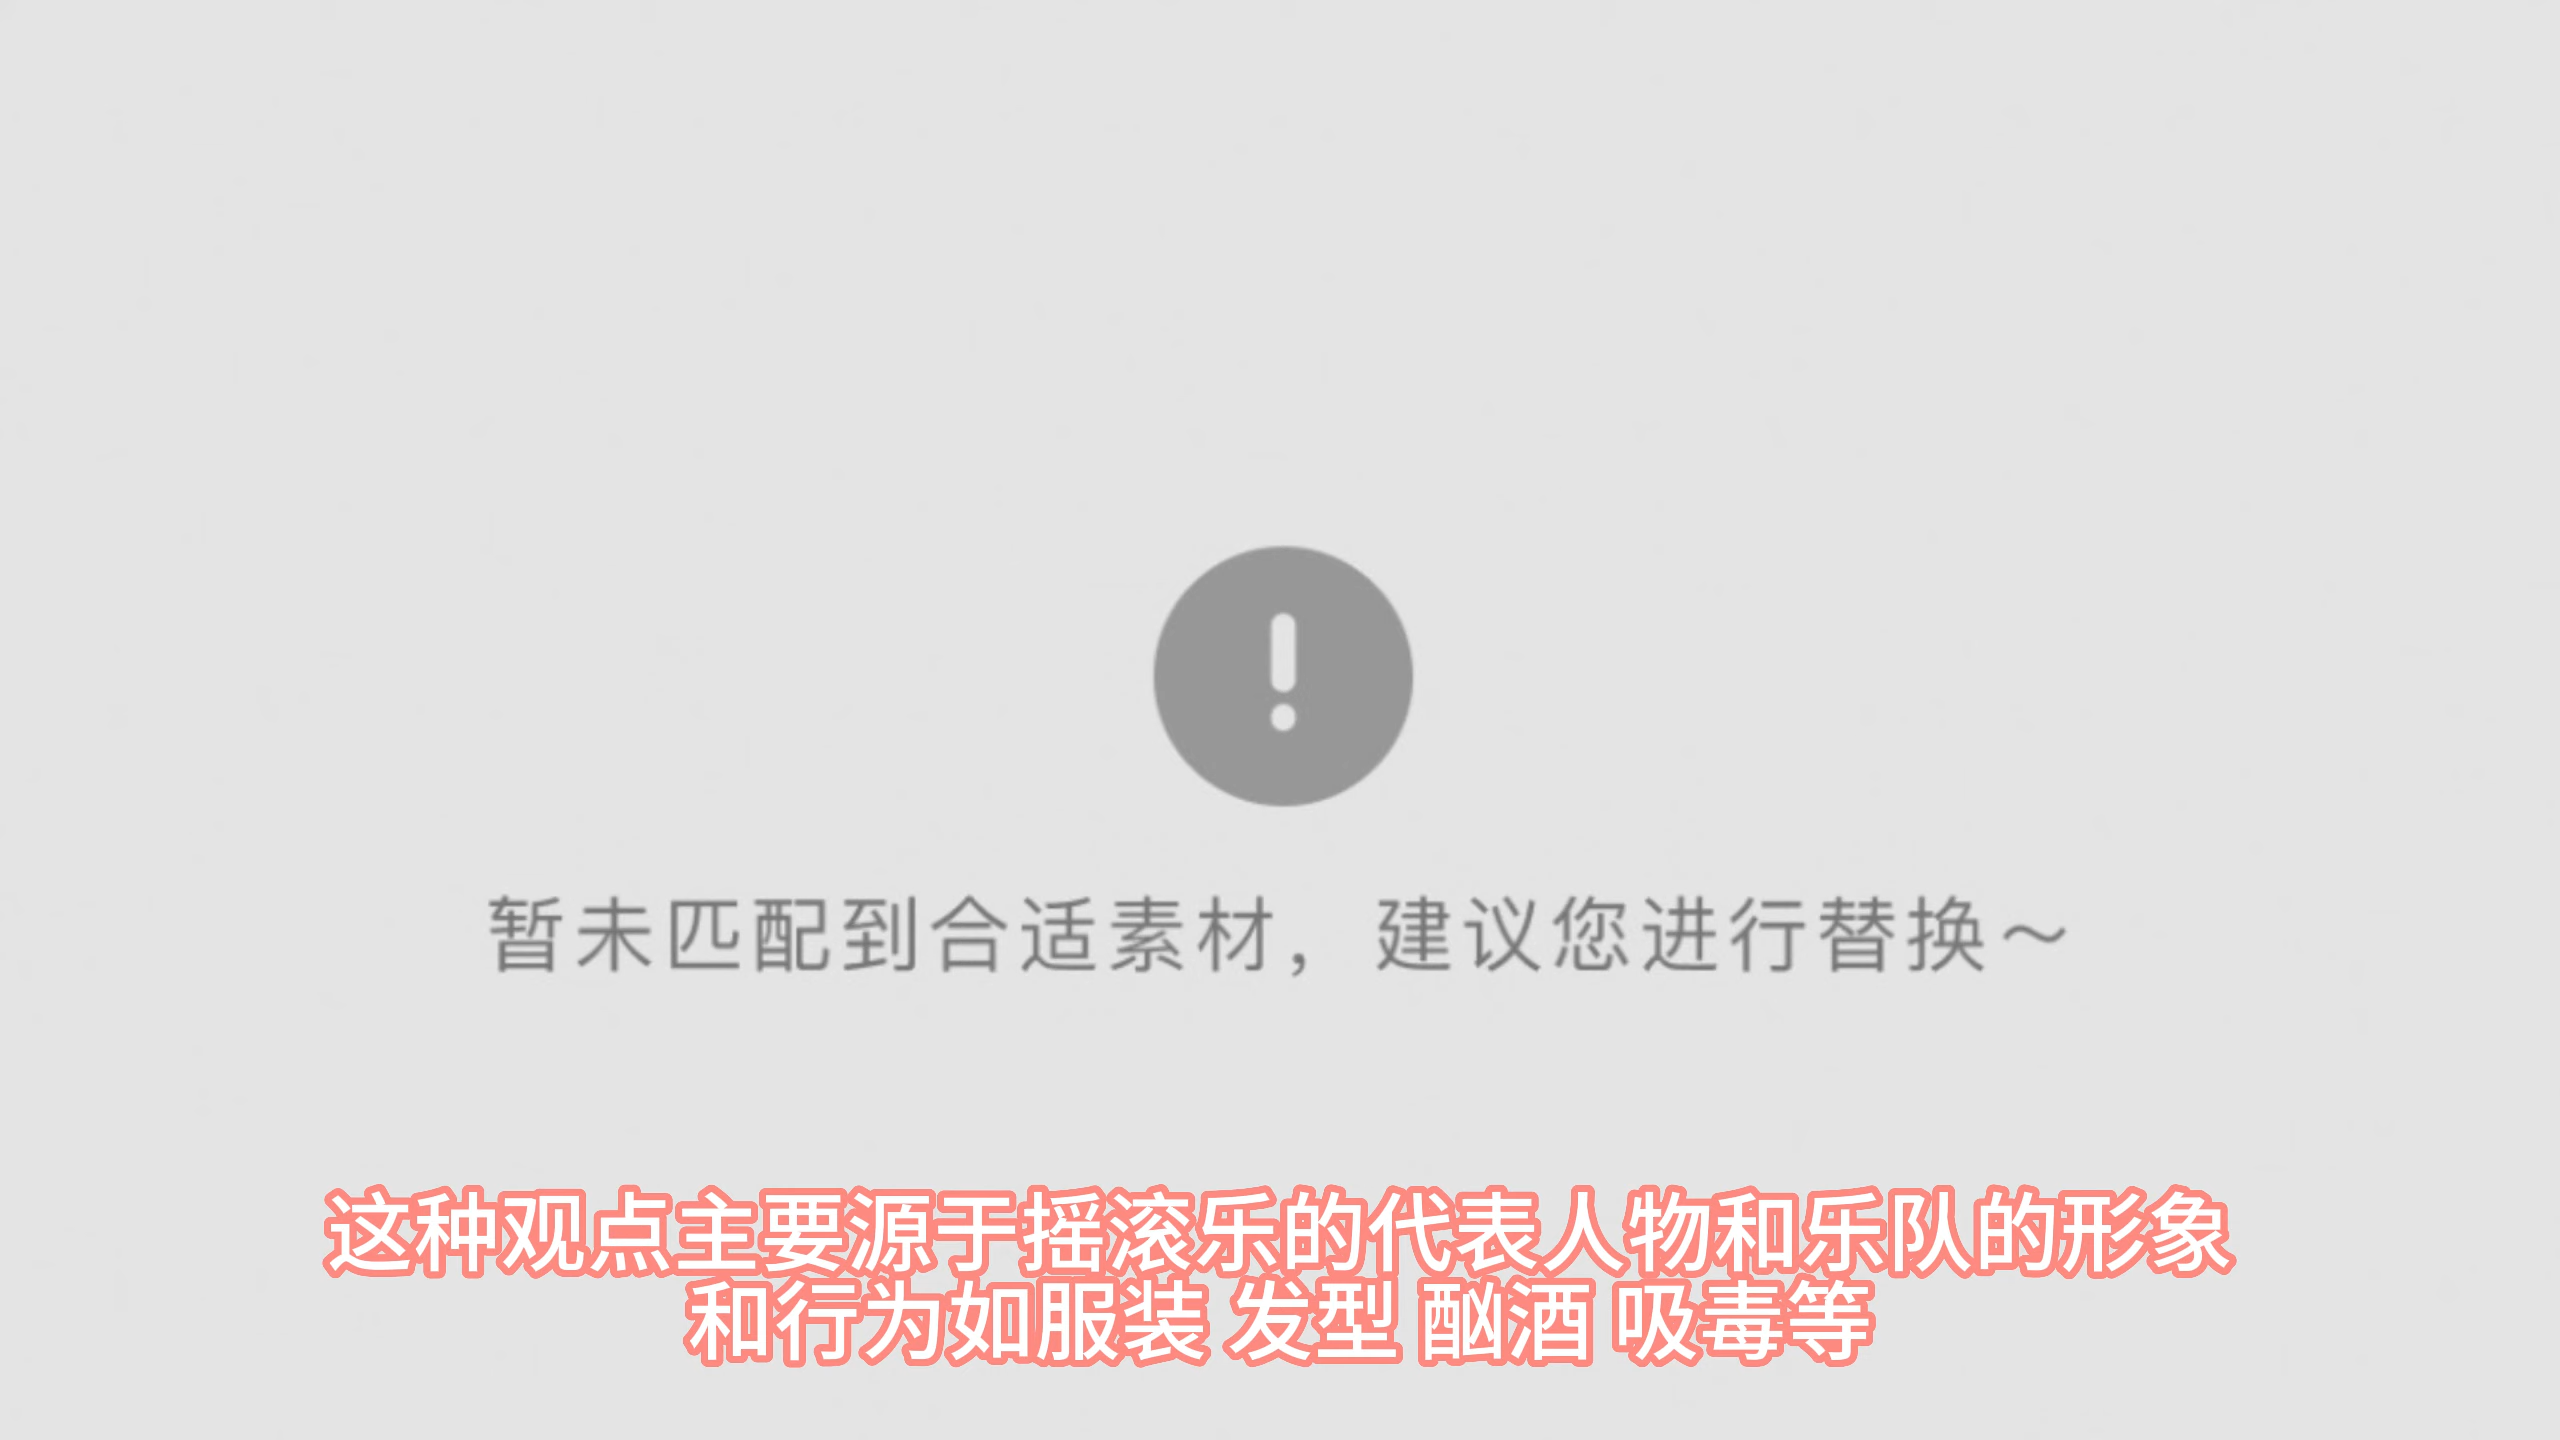 暂未匹配到合适素材，建议您进行替换～
这种观点主要源于摇滚乐的代表人物和乐队的形象
和行为如服装 发型 酗酒 吸毒等